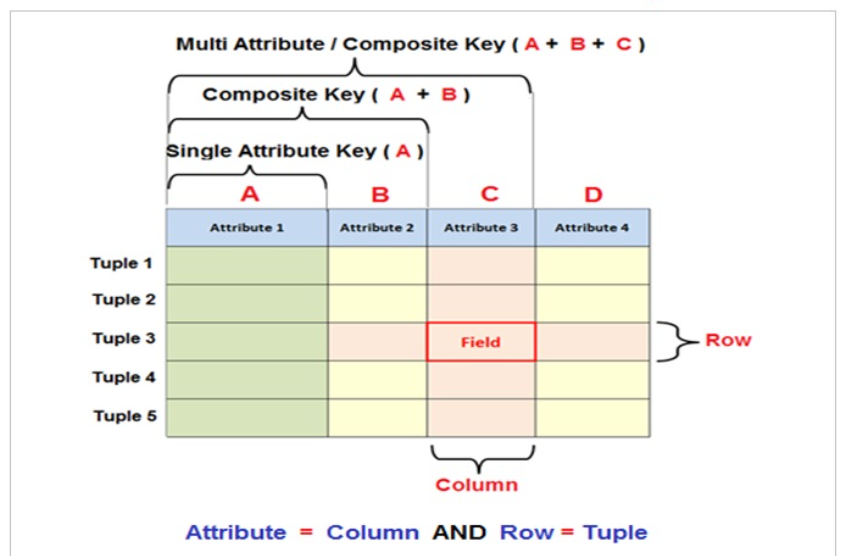 Multi Attribute / Composite Key ( A + B + C )
Composite Key ( A + B )
Single Attribute Key ( A )
A B C D
Attribute 1 Attribute 2 Attribute 3 Attribute 4
Tuple 1
Tuple 2
Tuple 3 Field Row
Tuple 4
Tuple 5
Column
Attribute = Column AND Row = Tuple